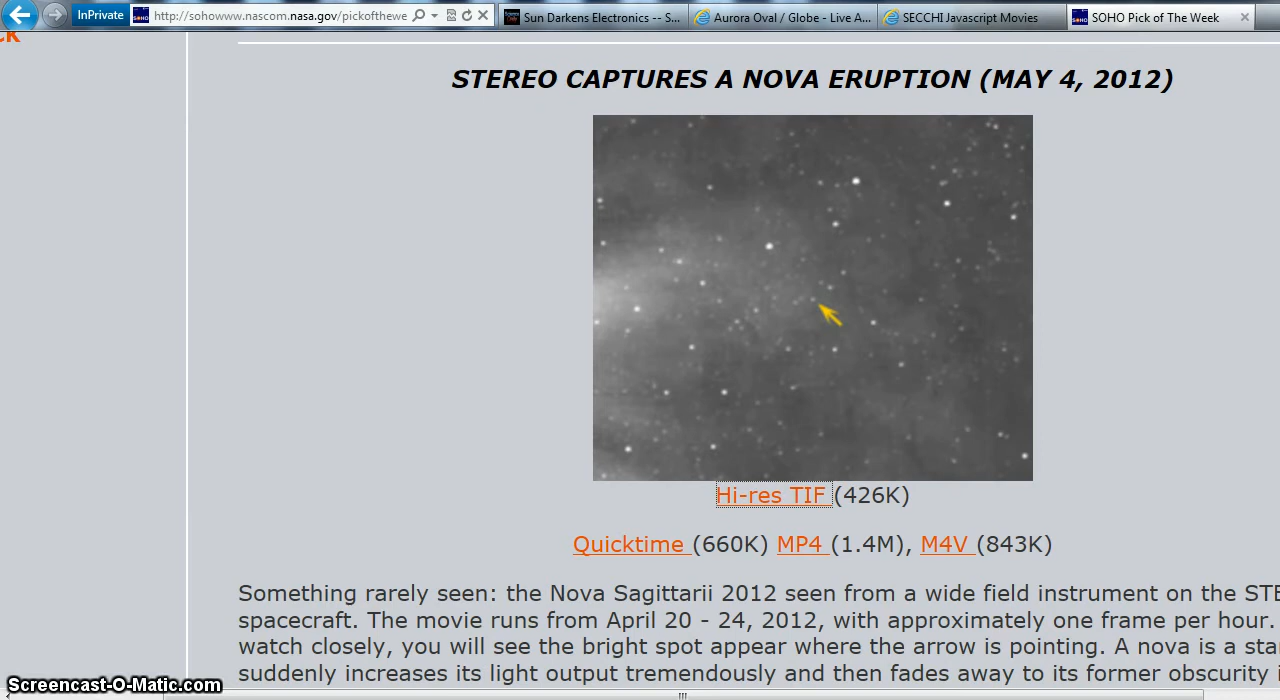 InPrivate
http://sohowww.nascom.nasa.gov/pickofthewe
Sun Darkens Electronics -- S...
Aurora Oval / Globe - Live A...
SECCHI Javascript Movies
SOHO Pick of The Week
STEREO CAPTURES A NOVA ERUPTION (MAY 4, 2012)
Hi-res TIF (426K)
Quicktime (660K) MP4 (1.4M), M4V (843K)
Something rarely seen: the Nova Sagittarii 2012 seen from a wide field instrument on the STE
spacecraft. The movie runs from April 20 - 24, 2012, with approximately one frame per hour.
watch closely, you will see the bright spot appear where the arrow is pointing. A nova is a sta
suddenly increases its light output tremendously and then fades away to its former obscurity i
Screencast-O-Matic.com